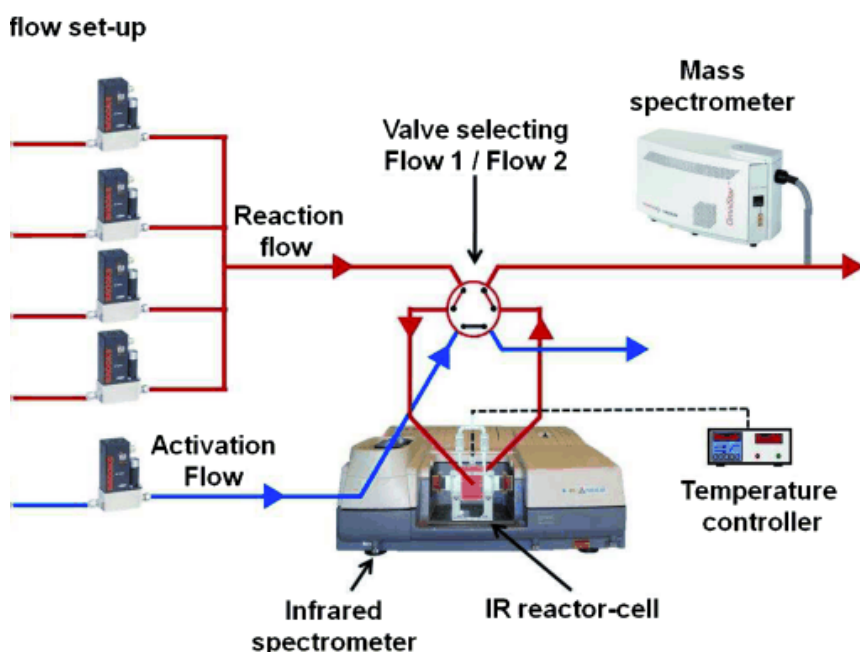 flow set-up
Mass
spectrometer
Valve selecting
Flow 1 / Flow 2
Reaction
flow
Activation
Flow
Temperature
controller
Infrared
spectrometer
IR reactor-cell